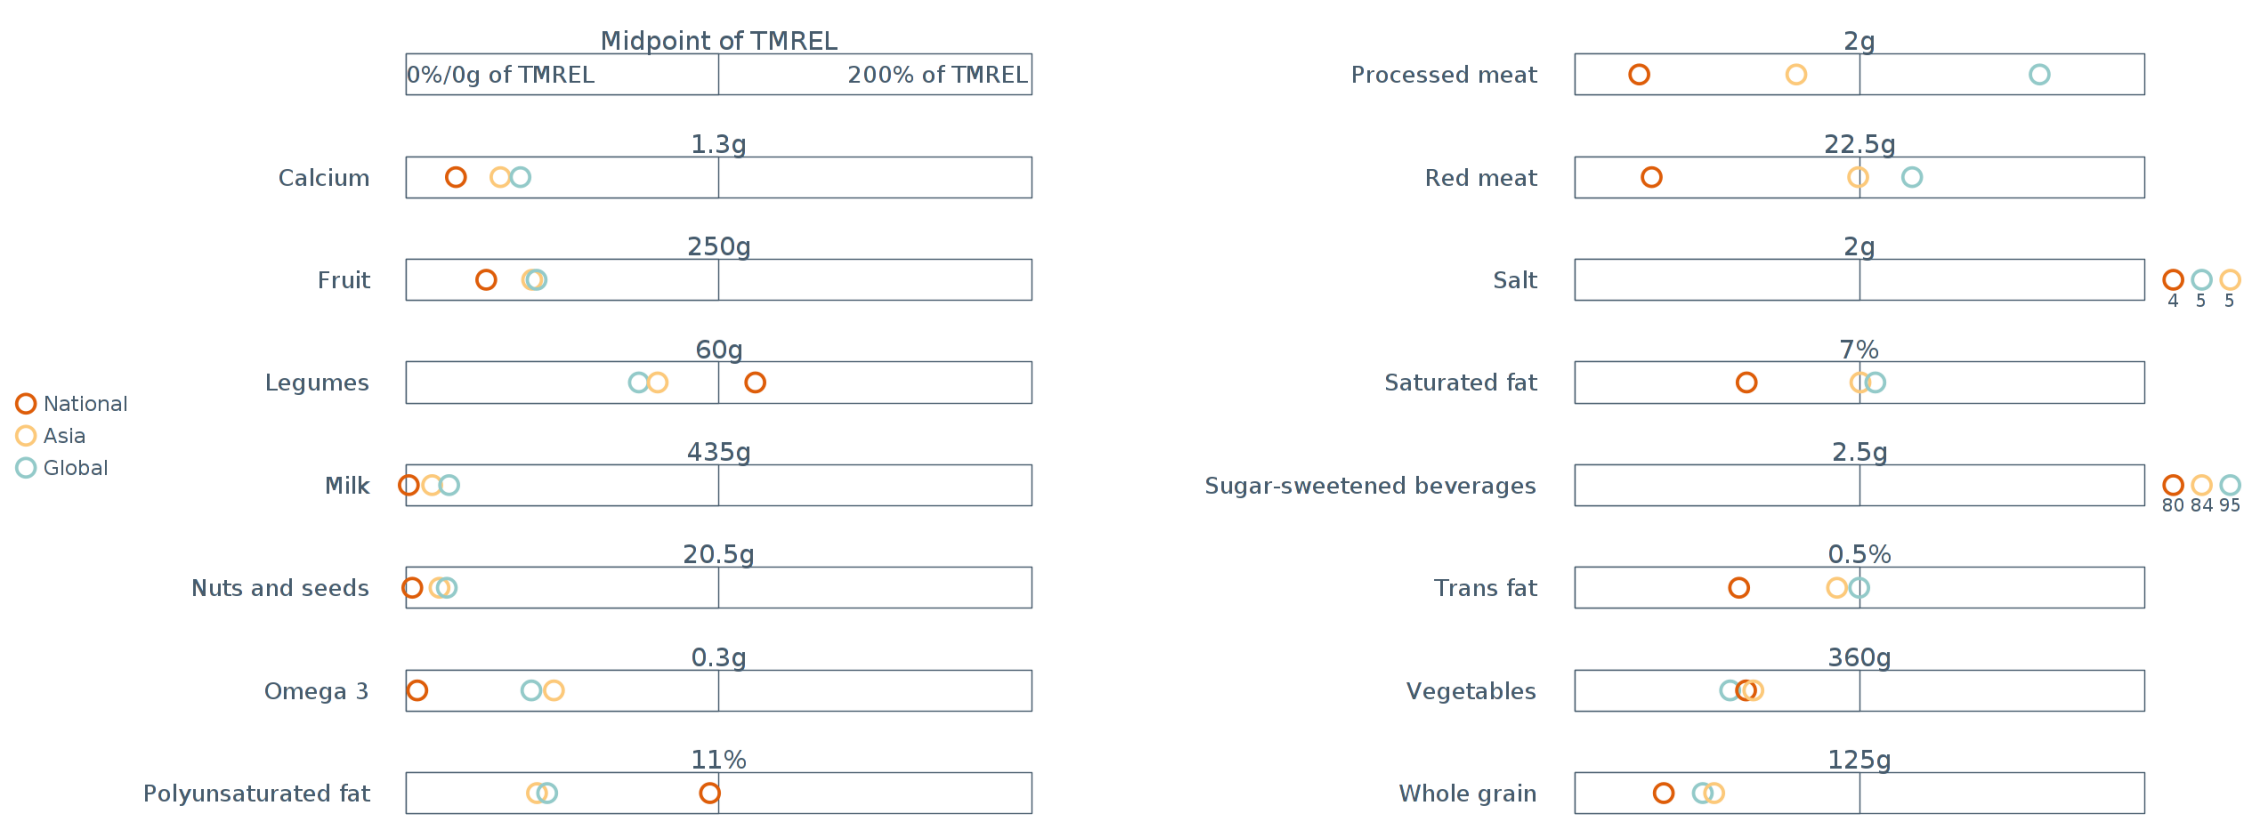 Midpoint of TMREL
0%/0g of TMREL 200% of TMREL
1.3g
Calcium
250g
Fruit
60g
Legumes
435g
Milk
20.5g
Nuts and seeds
0.3g
Omega 3
11%
Polyunsaturated fat
National
Asia
Global
2g
Processed meat
22.5g
Red meat
2g
Salt
4 5 5
7%
Saturated fat
2.5g
Sugar-sweetened beverages
80 84 95
0.5%
Trans fat
360g
Vegetables
125g
Whole grain